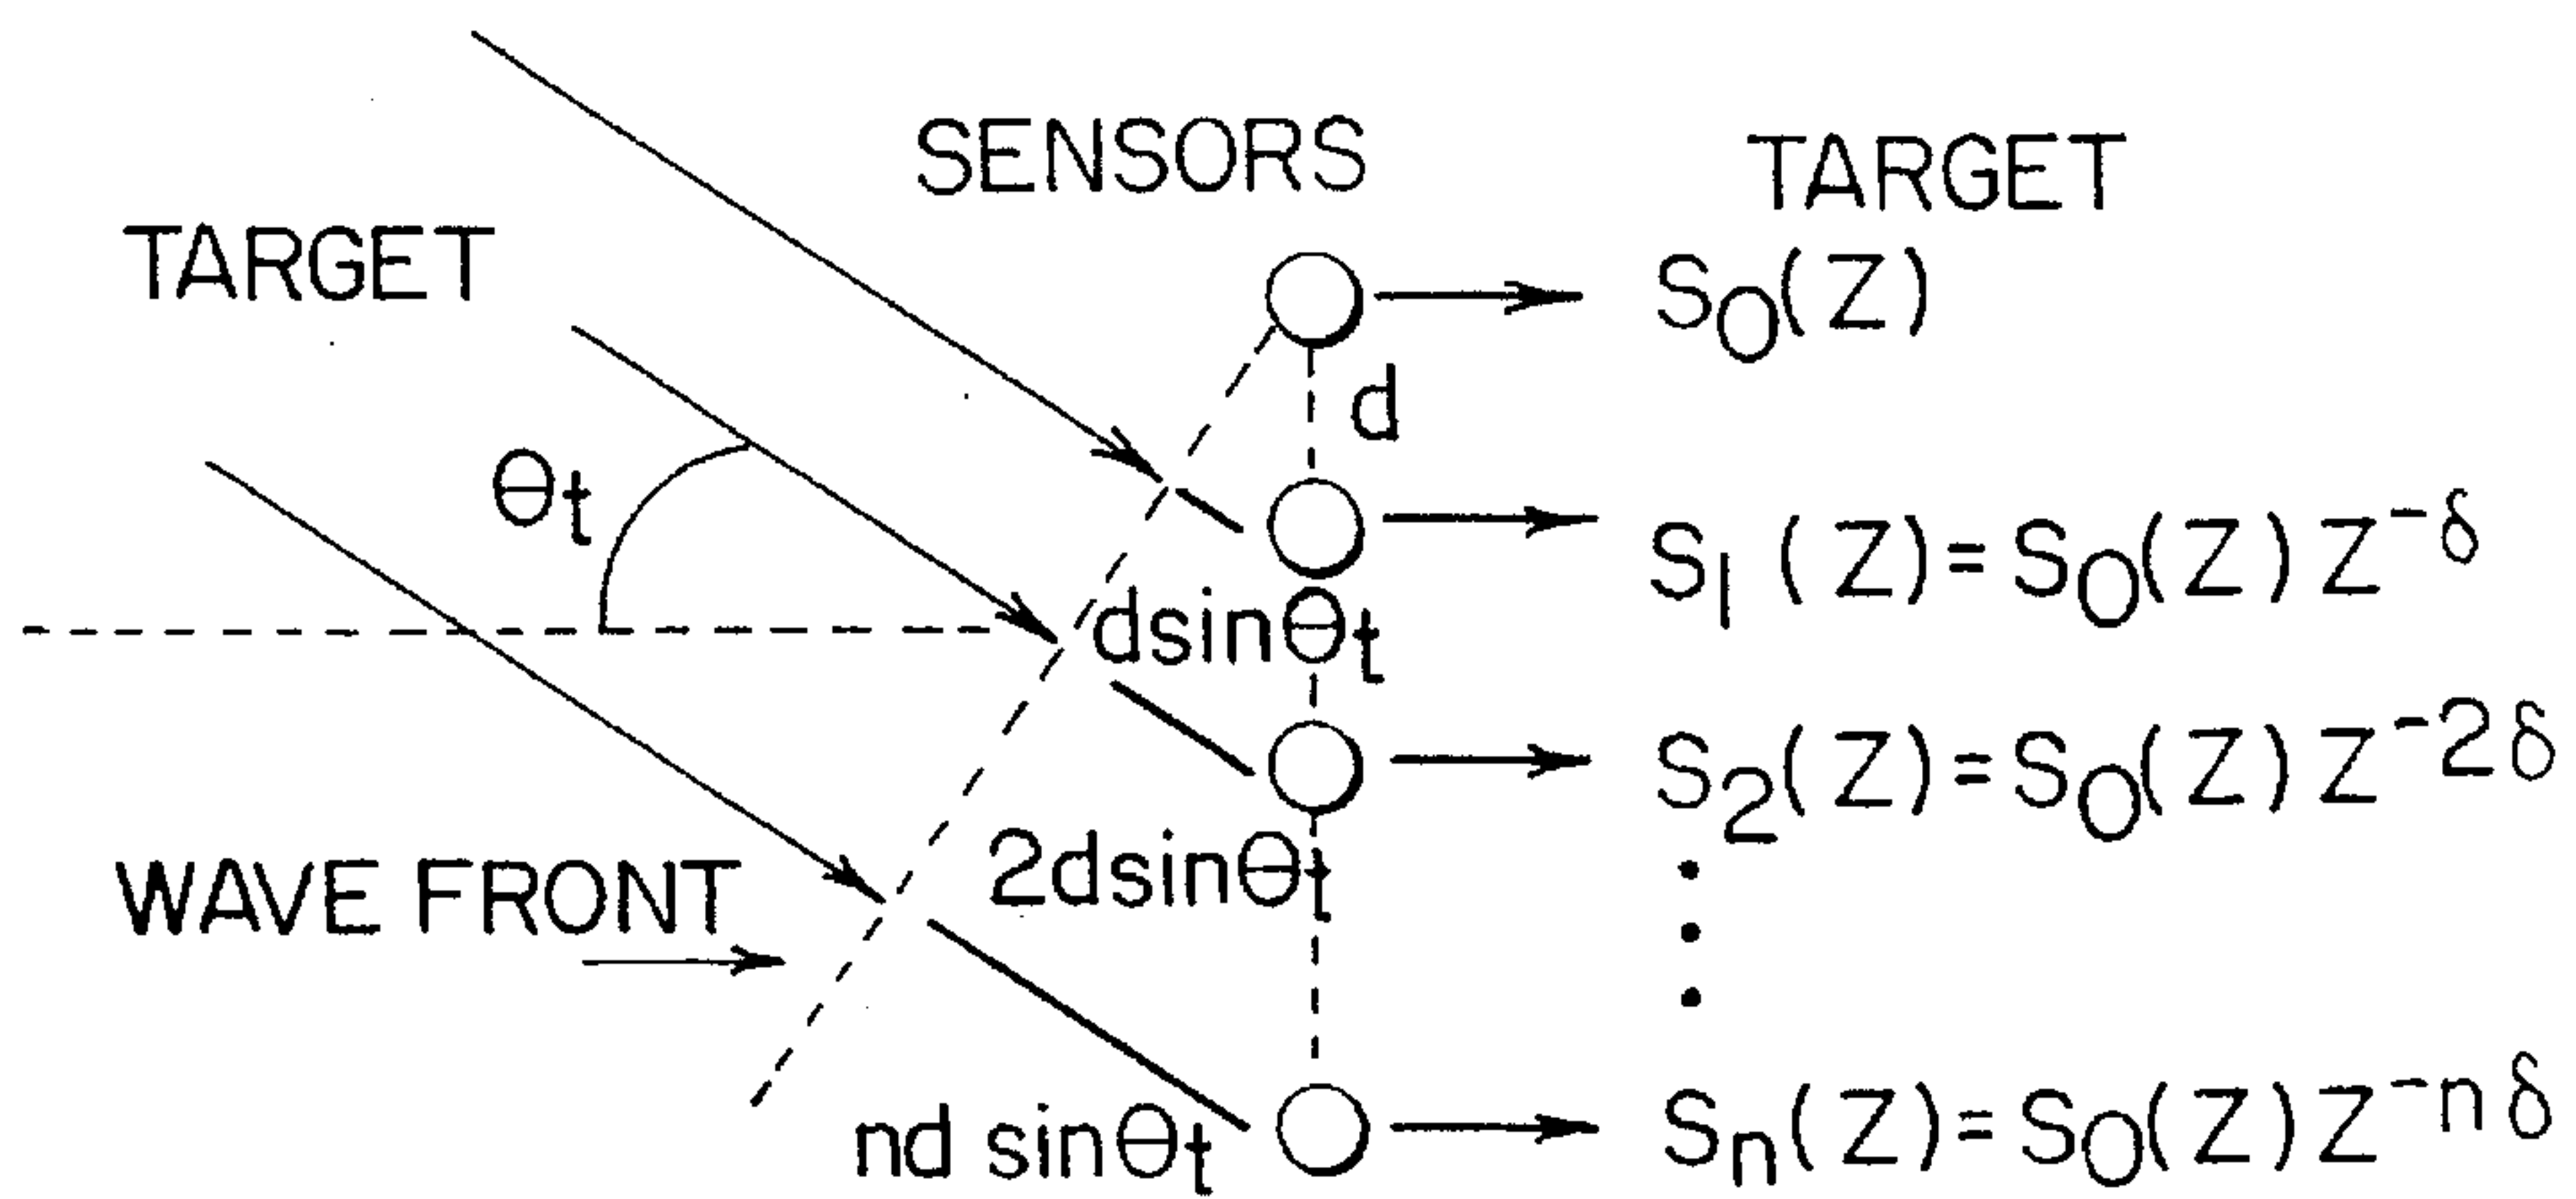 SENSORS
TARGET
TARGET
S₀(Z)
d
θt
S₁(Z)=S₀(Z)Z⁻ᵟ
dsinθt
S₂(Z)=S₀(Z)Z⁻²ᵟ
2dsinθt
WAVE FRONT
nd sinθt
Sn(Z)=S₀(Z)Z⁻ⁿᵟ